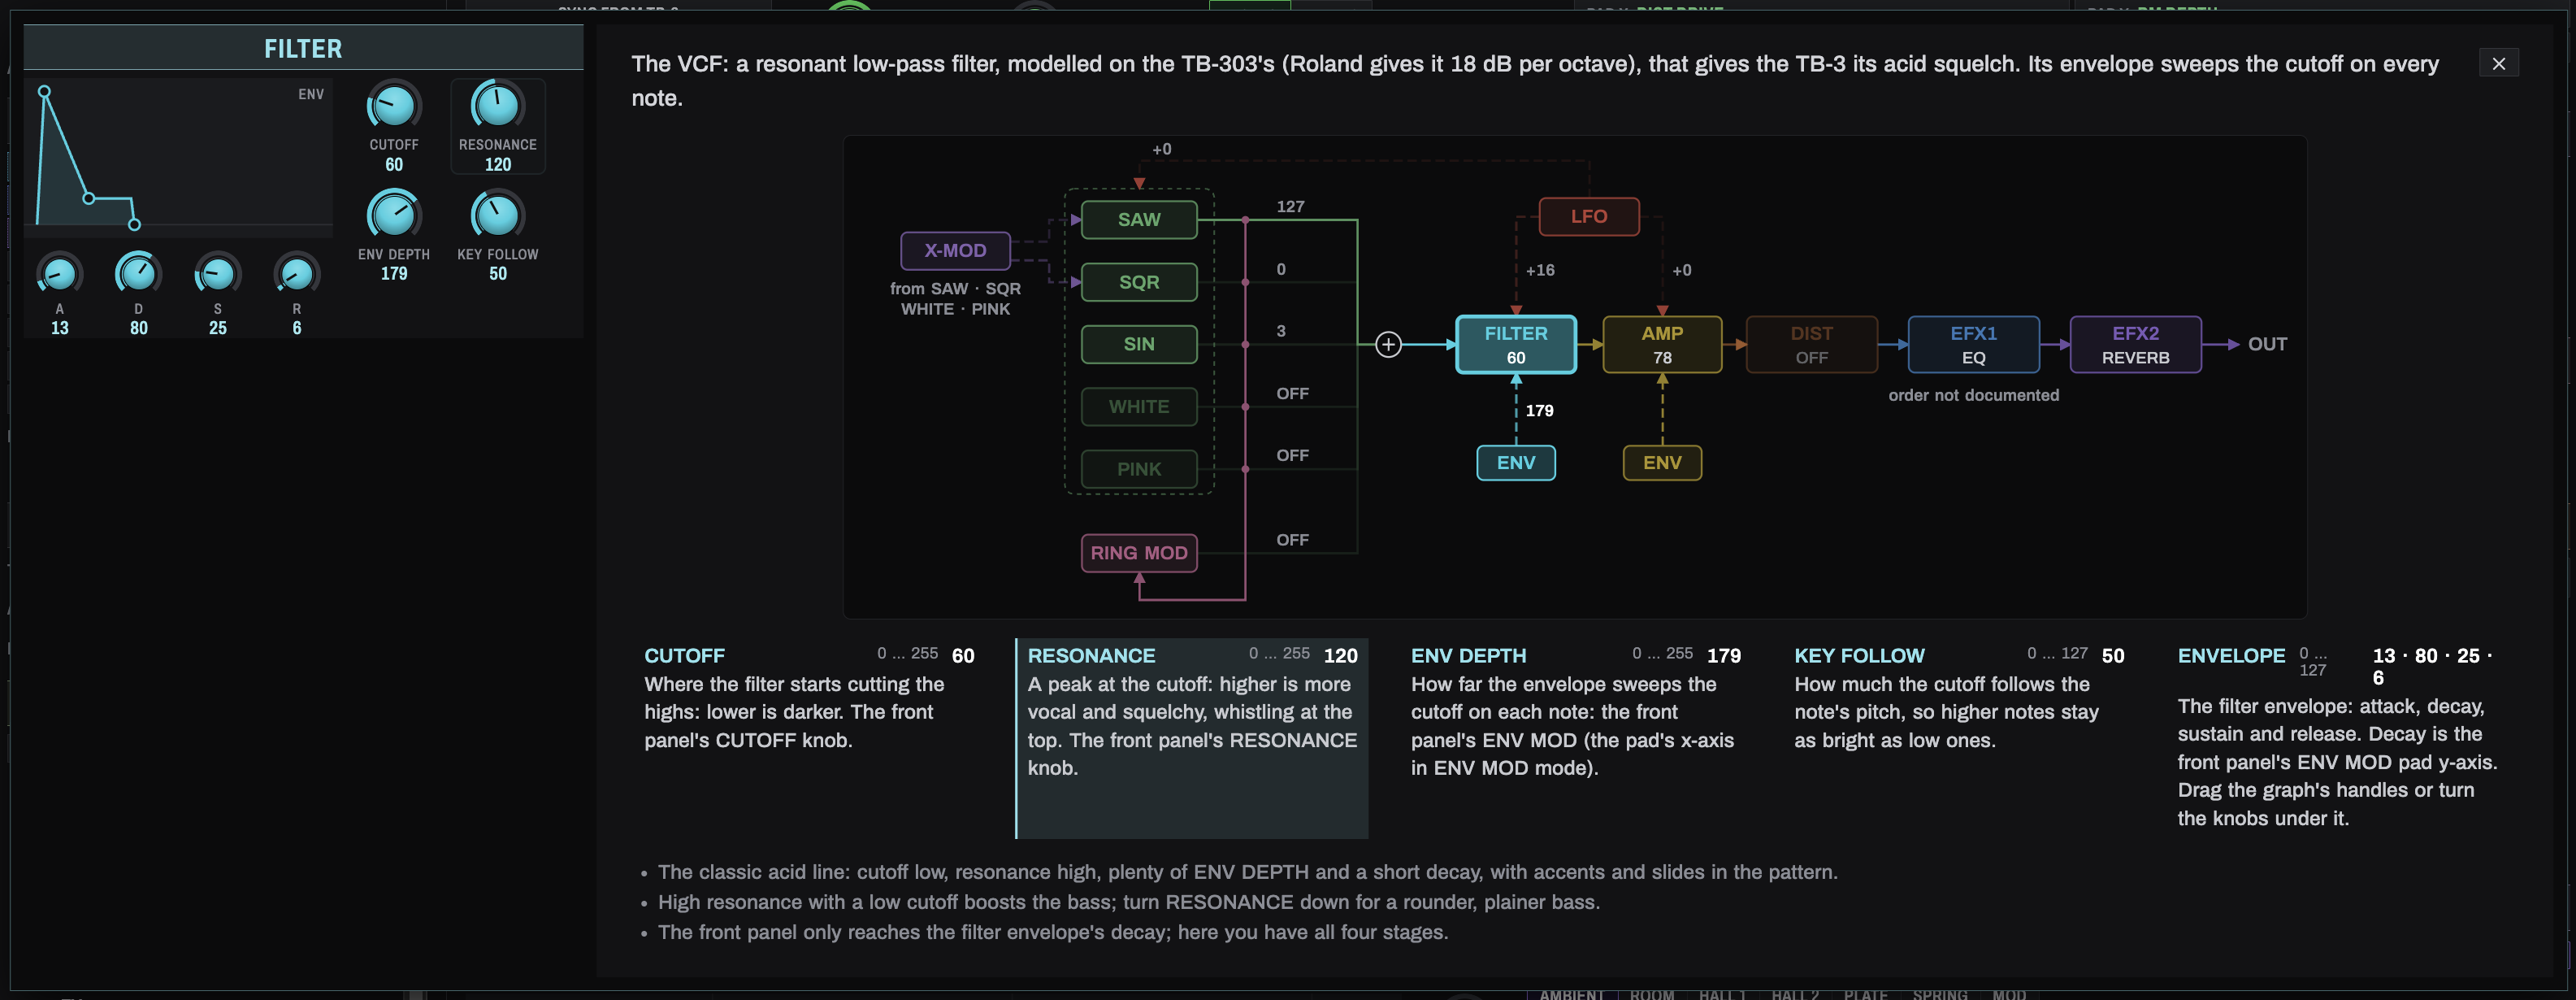 FILTER
ENV
CUTOFF
60
RESONANCE
120
ENV DEPTH
179
KEY FOLLOW
50
A
13
D
80
S
25
R
6
The VCF: a resonant low-pass filter, modelled on the TB-303's (Roland gives it 18 dB per octave), that gives the TB-3 its acid squelch. Its envelope sweeps the cutoff on every
note.
×
+0
SAW
127
LFO
X-MOD
from SAW · SQR
WHITE · PINK
SQR
0
+16
+0
SIN
3
FILTER
60
AMP
78
DIST
OFF
EFX1
EQ
EFX2
REVERB
OUT
order not documented
WHITE
OFF
179
PINK
OFF
ENV
ENV
RING MOD
OFF
CUTOFF 0 ... 255 60
Where the filter starts cutting the
highs: lower is darker. The front
panel's CUTOFF knob.
RESONANCE 0 ... 255 120
A peak at the cutoff: higher is more
vocal and squelchy, whistling at the
top. The front panel's RESONANCE
knob.
ENV DEPTH 0 ... 255 179
How far the envelope sweeps the
cutoff on each note: the front
panel's ENV MOD (the pad's x-axis
in ENV MOD mode).
KEY FOLLOW 0 ... 127 50
How much the cutoff follows the
note's pitch, so higher notes stay
as bright as low ones.
ENVELOPE 0 ... 13 · 80 · 25 ·
127 6
The filter envelope: attack, decay,
sustain and release. Decay is the
front panel's ENV MOD pad y-axis.
Drag the graph's handles or turn
the knobs under it.
• The classic acid line: cutoff low, resonance high, plenty of ENV DEPTH and a short decay, with accents and slides in the pattern.
• High resonance with a low cutoff boosts the bass; turn RESONANCE down for a rounder, plainer bass.
• The front panel only reaches the filter envelope's decay; here you have all four stages.
AMBIENT ROOM HALL 1 HALL 2 PLATE SPRING MOD